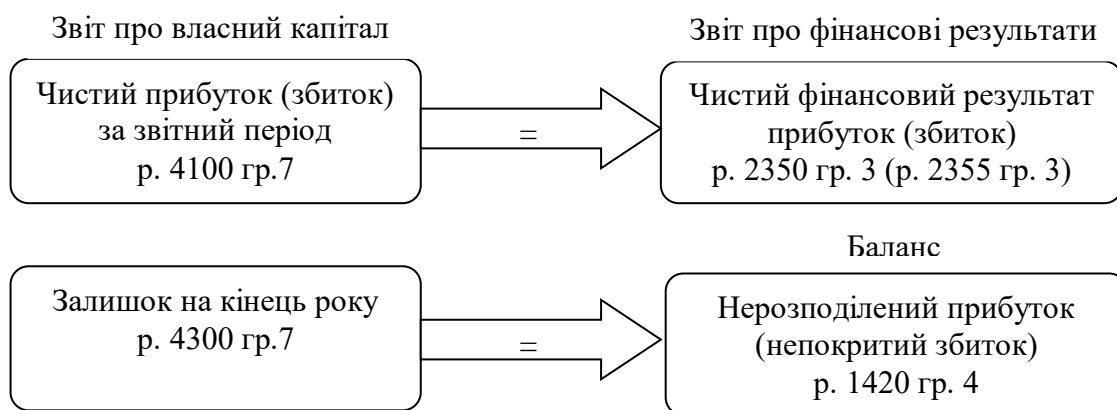 Звіт про власний капітал
Звіт про фінансові результати
Чистий прибуток (збиток)
за звітний період
р. 4100 гр.7
=
Чистий фінансовий результат
прибуток (збиток)
р. 2350 гр. 3 (р. 2355 гр. 3)
Баланс
Залишок на кінець року
р. 4300 гр.7
=
Нерозподілений прибуток
(непокритий збиток)
р. 1420 гр. 4